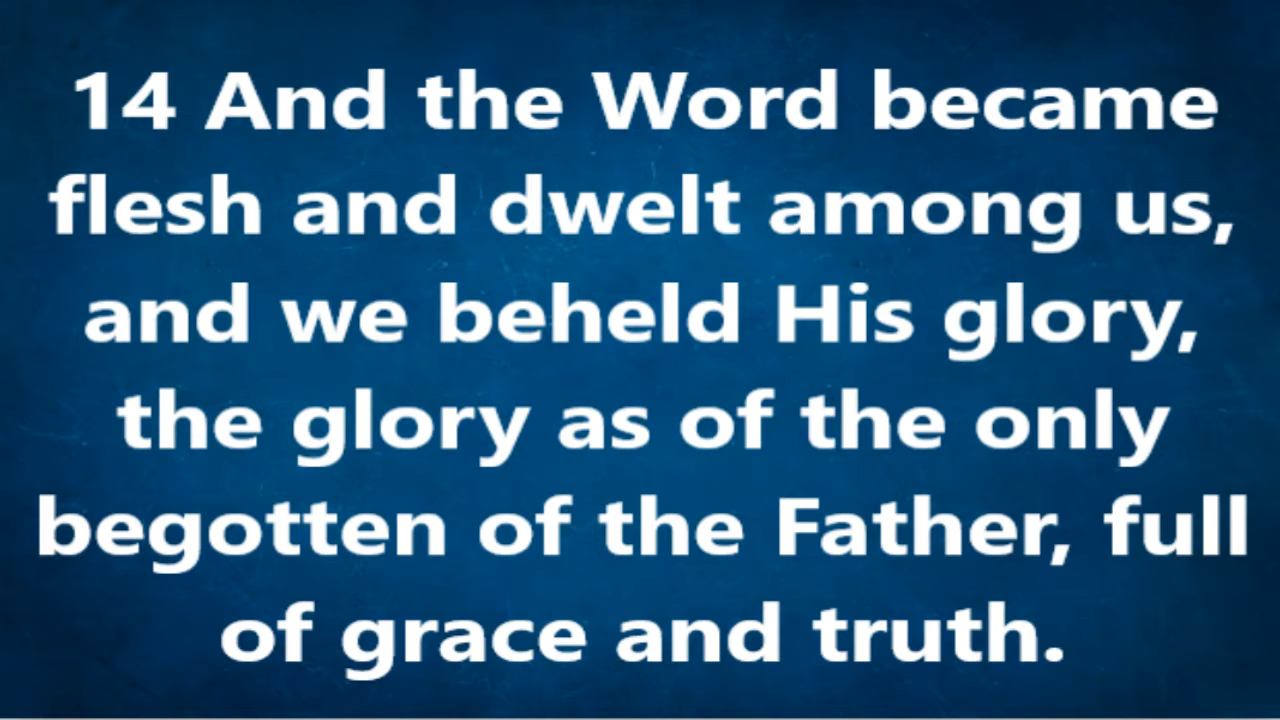 14 And the Word became
flesh and dwelt among us,
and we beheld His glory,
the glory as of the only
begotten of the Father, full
of grace and truth.